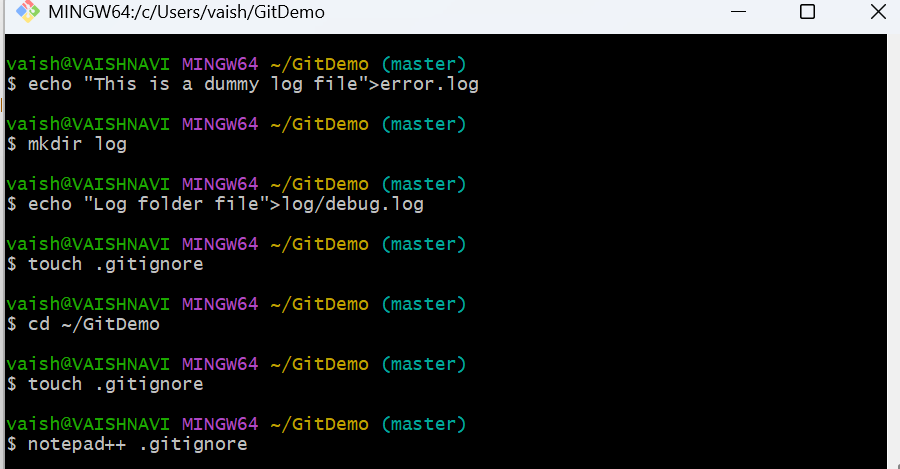 MINGW64:/c/Users/vaish/GitDemo
vaish@VAISHNAVI MINGW64 ~/GitDemo (master)
$ echo "This is a dummy log file">error.log
vaish@VAISHNAVI MINGW64 ~/GitDemo (master)
$ mkdir log
vaish@VAISHNAVI MINGW64 ~/GitDemo (master)
$ echo "Log folder file">log/debug.log
vaish@VAISHNAVI MINGW64 ~/GitDemo (master)
$ touch .gitignore
vaish@VAISHNAVI MINGW64 ~/GitDemo (master)
$ cd ~/GitDemo
vaish@VAISHNAVI MINGW64 ~/GitDemo (master)
$ touch .gitignore
vaish@VAISHNAVI MINGW64 ~/GitDemo (master)
$ notepad++ .gitignore